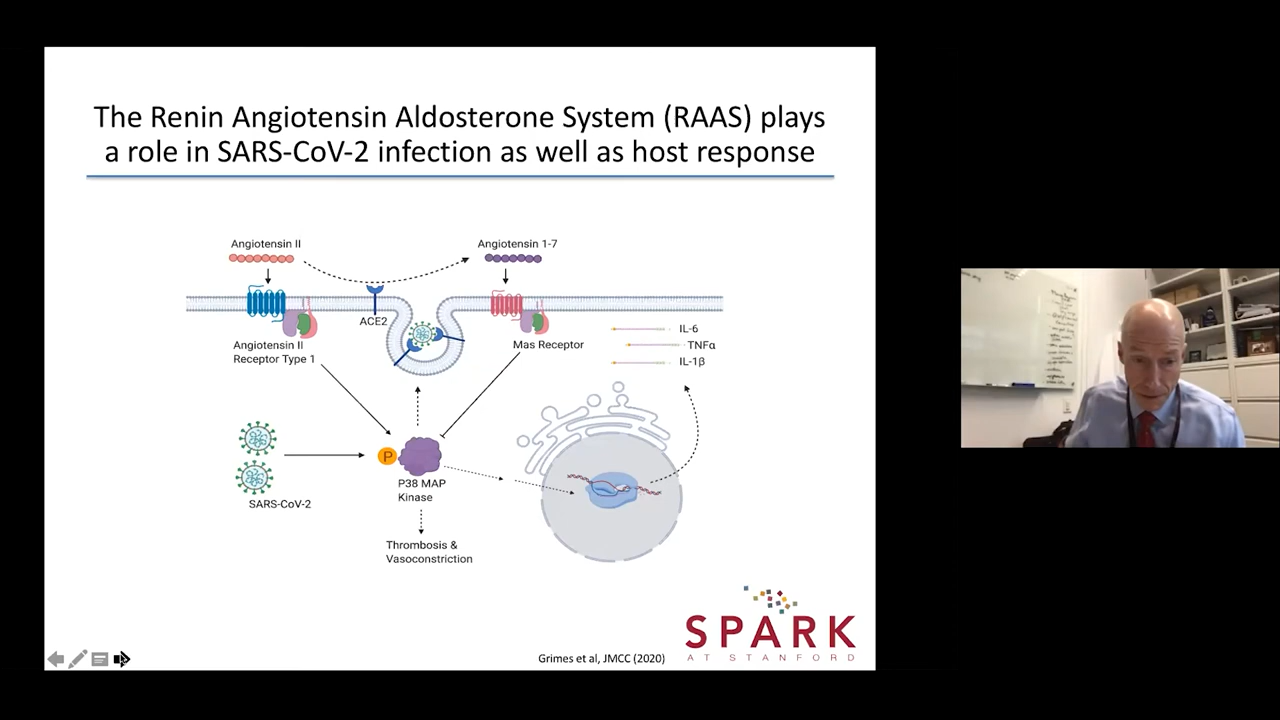 The Renin Angiotensin Aldosterone System (RAAS) plays
a role in SARS-CoV-2 infection as well as host response
Angiotensin II
Angiotensin 1-7
ACE2
Angiotensin II
Receptor Type 1
Mas Receptor
IL-6
TNFα
IL-1β
SARS-CoV-2
P
P38 MAP
Kinase
Thrombosis &
Vasoconstriction
Grimes et al, JMCC (2020)
SPARK
AT STANFORD